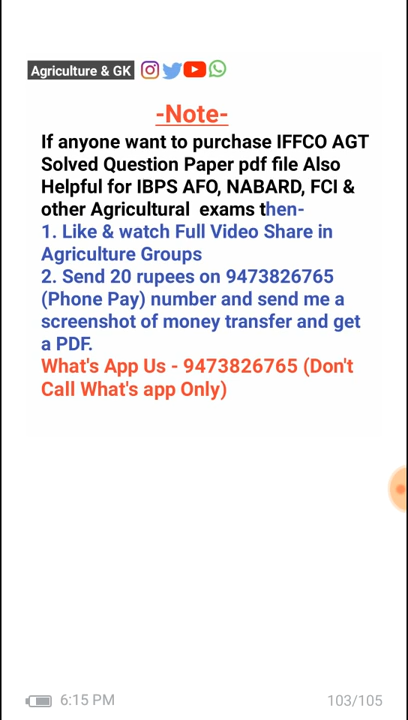 Agriculture & GK
-Note-
If anyone want to purchase IFFCO AGT
Solved Question Paper pdf file Also
Helpful for IBPS AFO, NABARD, FCI &
other Agricultural exams then-
1. Like & watch Full Video Share in
Agriculture Groups
2. Send 20 rupees on 9473826765
(Phone Pay) number and send me a
screenshot of money transfer and get
a PDF.
What's App Us - 9473826765 (Don't
Call What's app Only)
6:15 PM
103/105